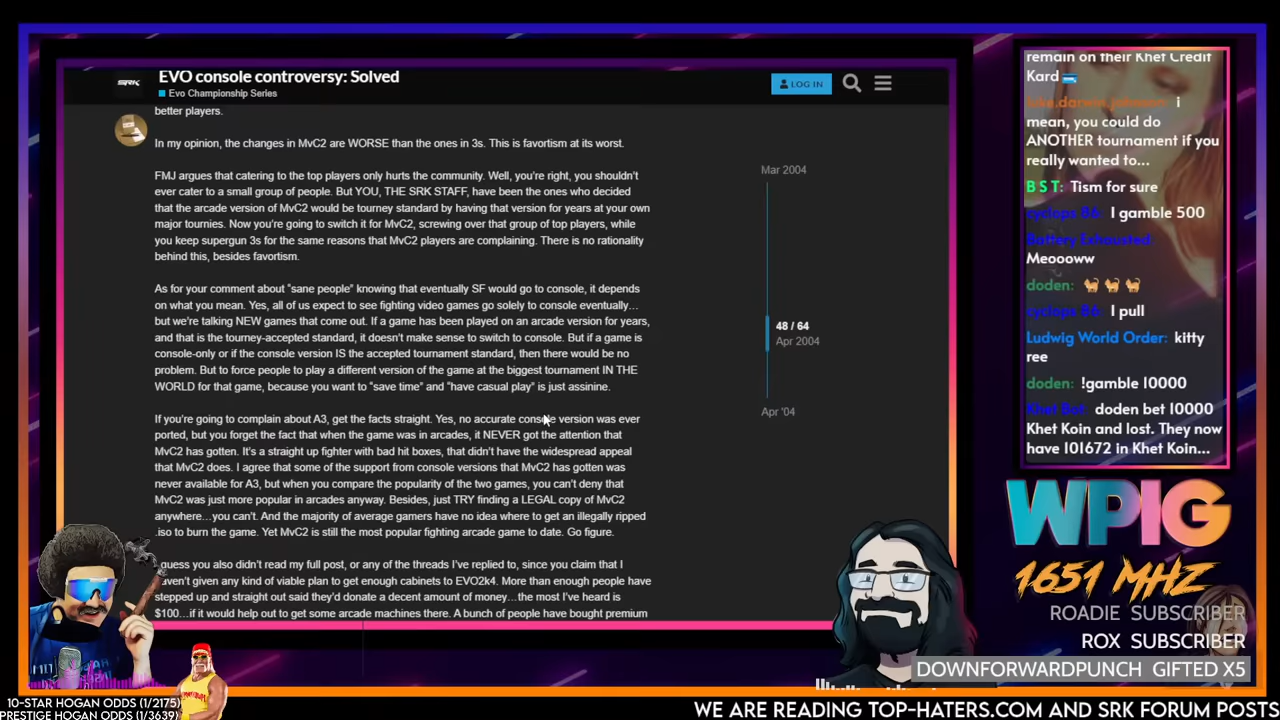 EVO console controversy: Solved
Evo Championship Series
SRK
LOG IN
better players.
In my opinion, the changes in MvC2 are WORSE than the ones in 3s. This is favortism at its worst.
FMJ argues that catering to the top players only hurts the community. Well, you're right, you shouldn't
ever cater to a small group of people. But YOU, THE SRK STAFF, have been the ones who decided
that the arcade version of MvC2 would be tourney standard by having that version for years at your own
major tournies. Now you're going to switch it for MvC2, screwing over that group of top players, while
you keep supergun 3s for the same reasons that MvC2 players are complaining. There is no rationality
behind this, besides favortism.
As for your comment about "sane people" knowing that eventually SF would go to console, it depends
on what you mean. Yes, all of us expect to see fighting video games go solely to console eventually…
but we're talking NEW games that come out. If a game has been played on an arcade version for years,
and that is the tourney-accepted standard, it doesn't make sense to switch to console. But if a game is
console-only or if the console version IS the accepted tournament standard, then there would be no
problem. But to force people to play a different version of the game at the biggest tournament IN THE
WORLD for that game, because you want to "save time" and "have casual play" is just assinine.
If you're going to complain about A3, get the facts straight. Yes, no accurate console version was ever
ported, but you forget the fact that when the game was in arcades, it NEVER got the attention that
MvC2 has gotten. It's a straight up fighter with bad hit boxes, that didn't have the widespread appeal
that MvC2 does. I agree that some of the support from console versions that MvC2 has gotten was
never available for A3, but when you compare the popularity of the two games, you can't deny that
MvC2 was just more popular in arcades anyway. Besides, just TRY finding a LEGAL copy of MvC2
anywhere…you can't. And the majority of average gamers have no idea where to get an illegally ripped
.iso to burn the game. Yet MvC2 is still the most popular fighting arcade game to date. Go figure.
guess you also didn't read my full post, or any of the threads I've replied to, since you claim that I
aven't given any kind of viable plan to get enough cabinets to EVO2k4. More than enough people have
stepped up and straight out said they'd donate a decent amount of money…the most I've heard is
$100…if it would help out to get some arcade machines there. A bunch of people have bought premium
Mar 2004
48 / 64
Apr 2004
Apr '04
remain on their Khet Credit
Kard
i
mean, you could do
ANOTHER tournament if you
really wanted to...
B S T: Tism for sure
cyclops 86: I gamble 500
Battery Exhausted:
Meoooww
doden:
cyclops 86: I pull
Ludwig World Order: kitty
ree
doden: !gamble 10000
Khet Bot: doden bet 10000
Khet Koin and lost. They now
have 101672 in Khet Koin...
WPIG
1651 MHZ
ROADIE SUBSCRIBER
ROX SUBSCRIBER
DOWNFORWARDPUNCH GIFTED X5
10-STAR HOGAN ODDS (1/2175)
PRESTIGE HOGAN ODDS (1/3639)
WE ARE READING TOP-HATERS.COM AND SRK FORUM POSTS